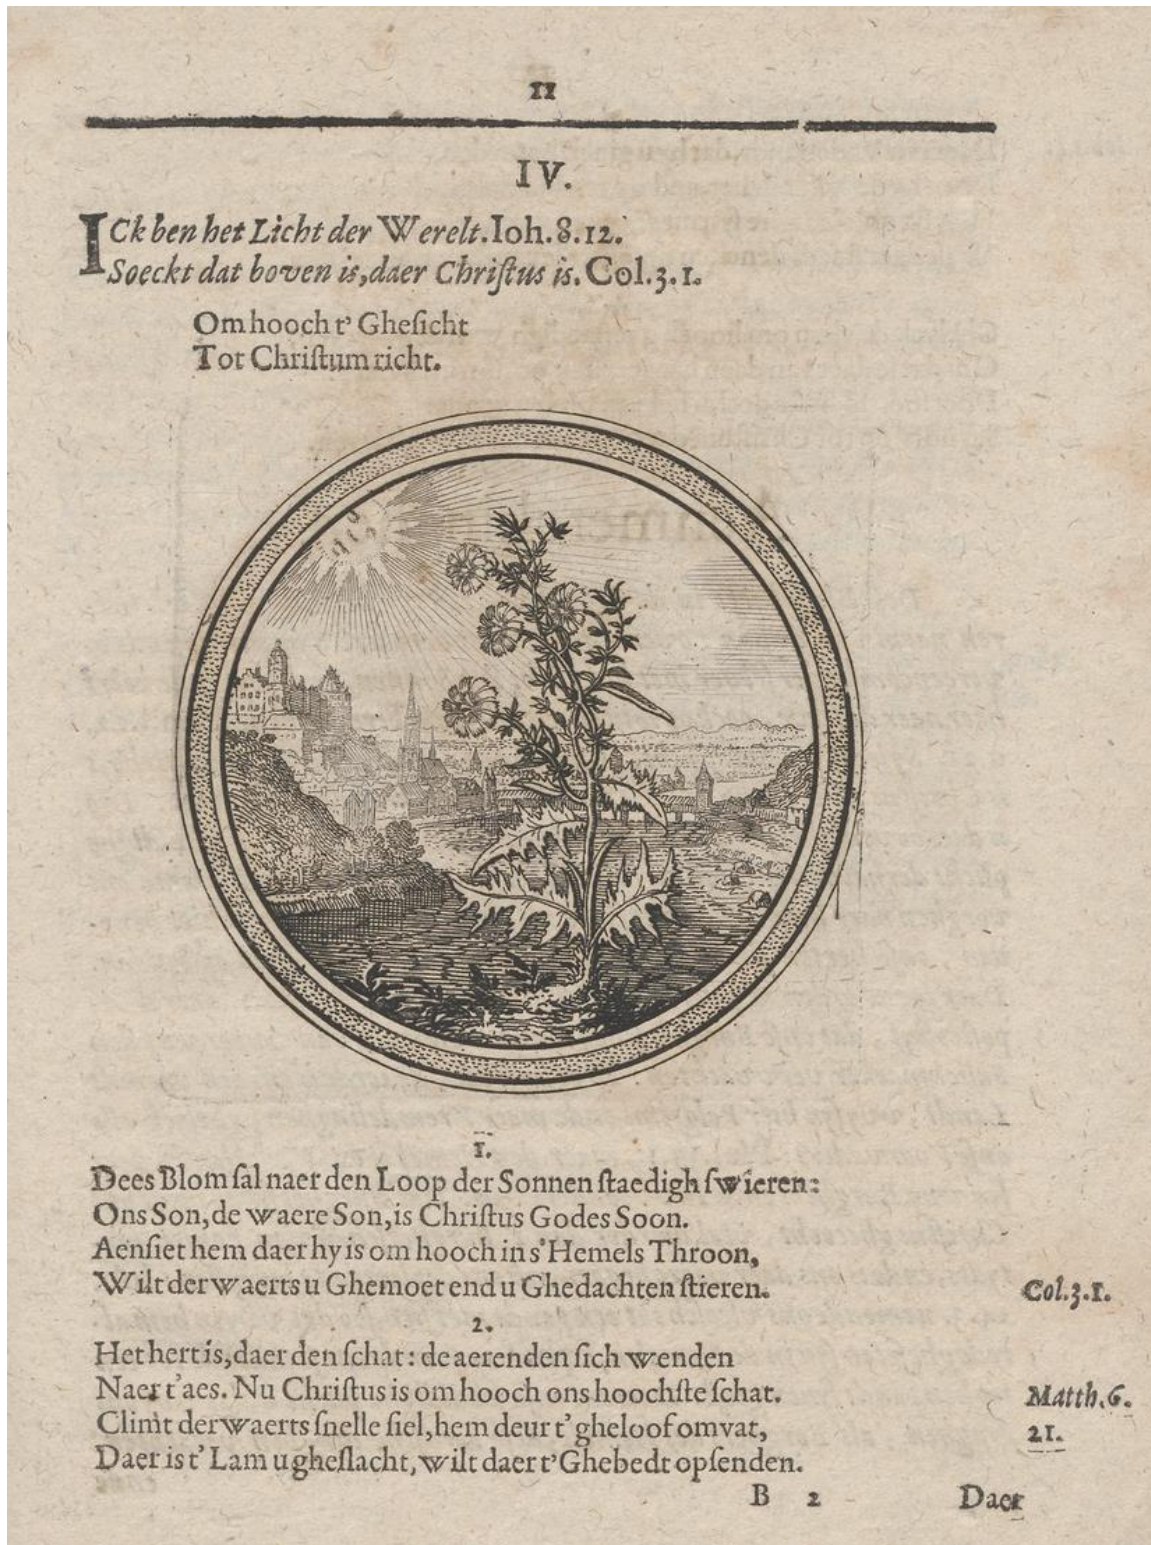 11
IV.
ICk ben het Licht der Werelt. Ioh. 8. 12.
Soeckt dat boven is, daer Chriſtus is. Col. 3. 1.
Om hooch t' Gheſicht
Tot Chriſtum richt.
1.
Dees Blom ſal naer den Loop der Sonnen ſtaedigh ſwieren:
Ons Son, de waere Son, is Chriſtus Godes Soon.
Aenſiet hem daer hy is om hooch in s' Hemels Throon,
Wilt derwaerts u Ghemoet end u Ghedachten ſtieren.
Col. 3. 1.
2.
Het hert is, daer den ſchat: de aerenden ſich wenden
Naer t'aes. Nu Chriſtus is om hooch ons hoochſte ſchat.
Matth. 6.
Climt derwaerts ſnelle ſiel, hem deur t' gheloof omvat,
21.
Daer is t' Lam u gheſlacht, wilt daer t' Ghebedt opſenden.
B 2
Daer